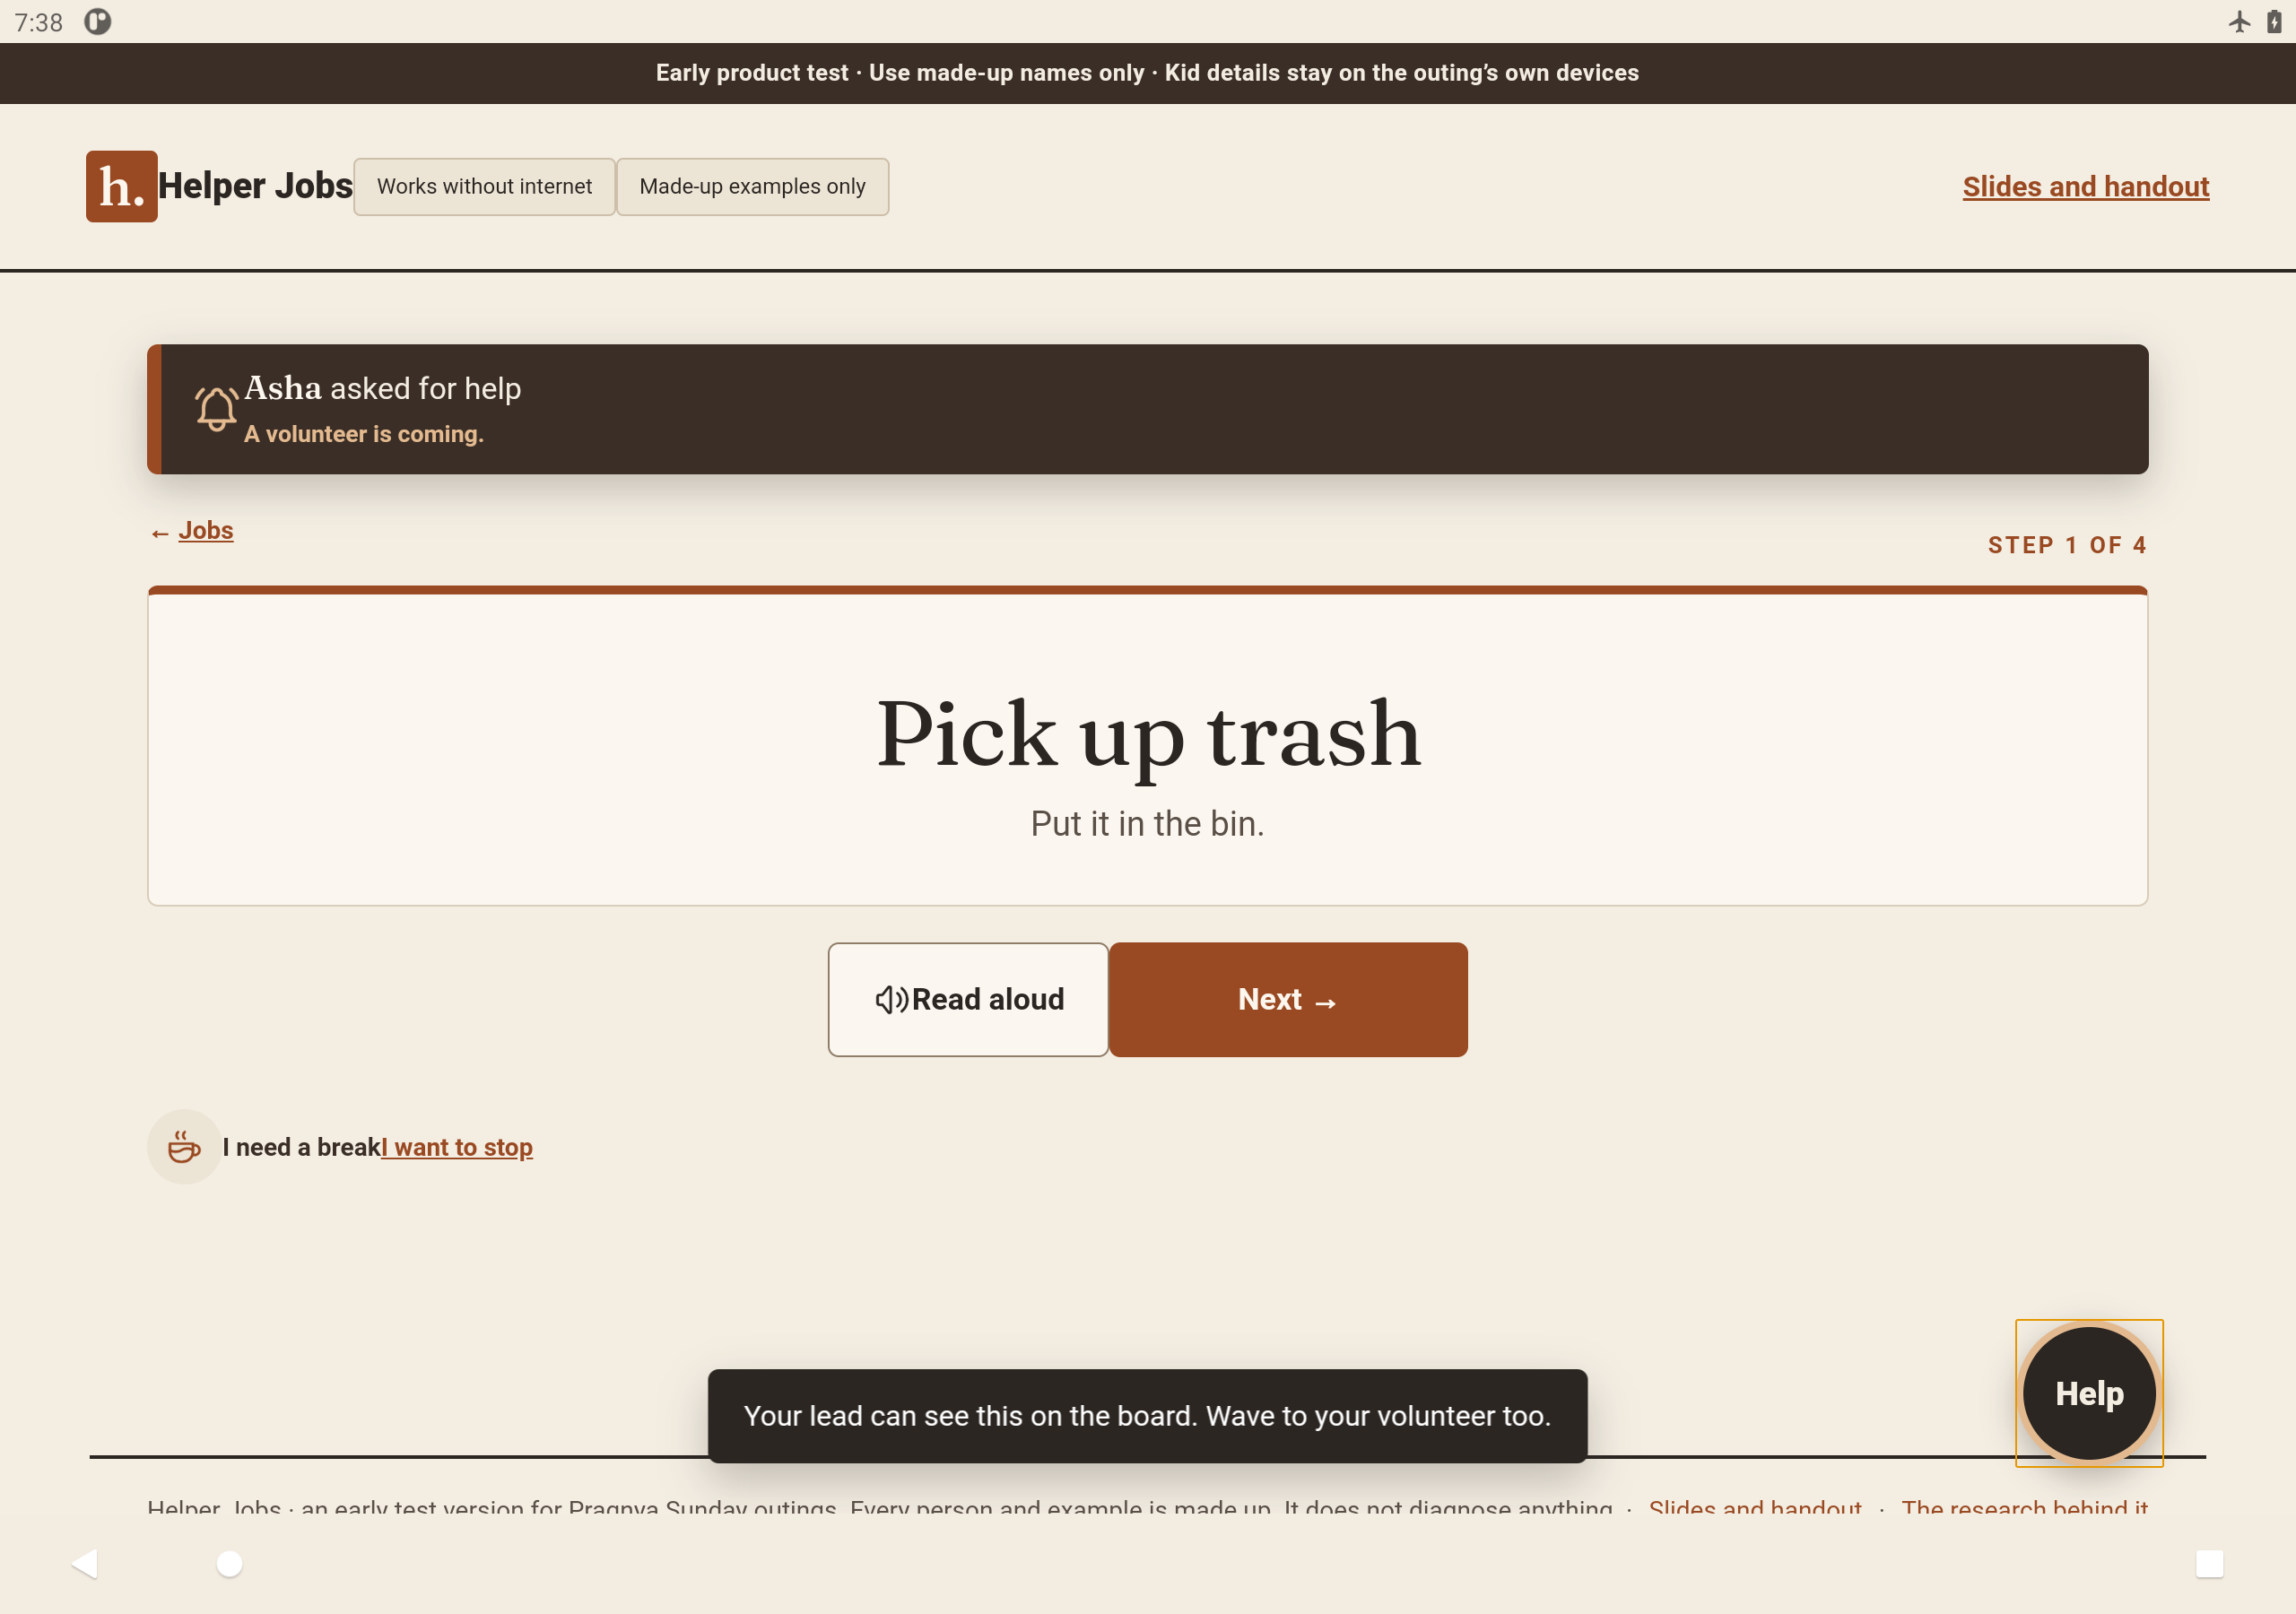 7:38
Early product test · Use made-up names only · Kid details stay on the outing’s own devices
h. Helper Jobs Works without internet Made-up examples only Slides and handout
Asha asked for help
A volunteer is coming.
← Jobs
STEP 1 OF 4
Pick up trash
Put it in the bin.
Read aloud Next →
I need a break I want to stop
Help
Your lead can see this on the board. Wave to your volunteer too.
Helper Jobs · an early test version for Pragnya Sunday outings. Every person and example is made up. It does not diagnose anything. · Slides and handout · The research behind it